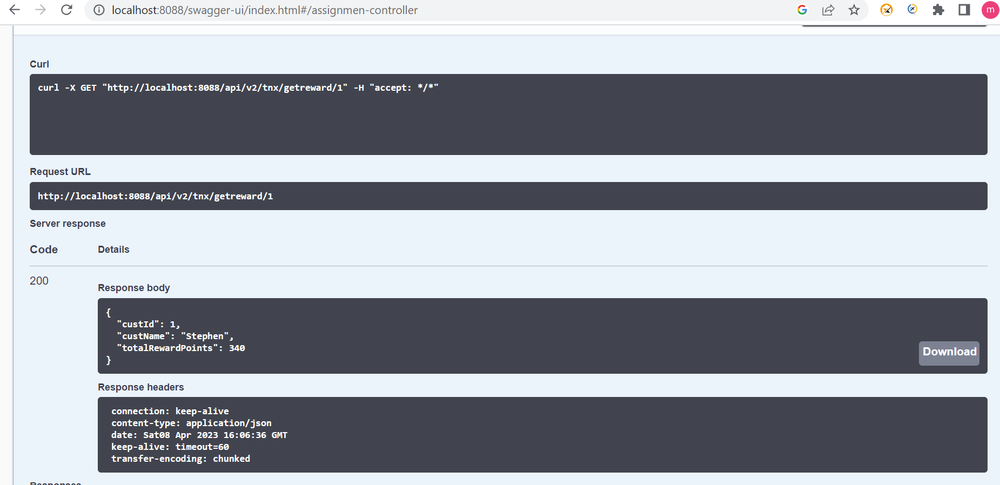 localhost:8088/swagger-ui/index.html#/assignmen-controller
m
Curl
curl -X GET "http://localhost:8088/api/v2/tnx/getreward/1" -H "accept: */*"
Request URL
http://localhost:8088/api/v2/tnx/getreward/1
Server response
Code Details
200
Response body
{
"custId": 1,
"custName": "Stephen",
"totalRewardPoints": 340
}
Download
Response headers
connection: keep-alive
content-type: application/json
date: Sat08 Apr 2023 16:06:36 GMT
keep-alive: timeout=60
transfer-encoding: chunked
Responses